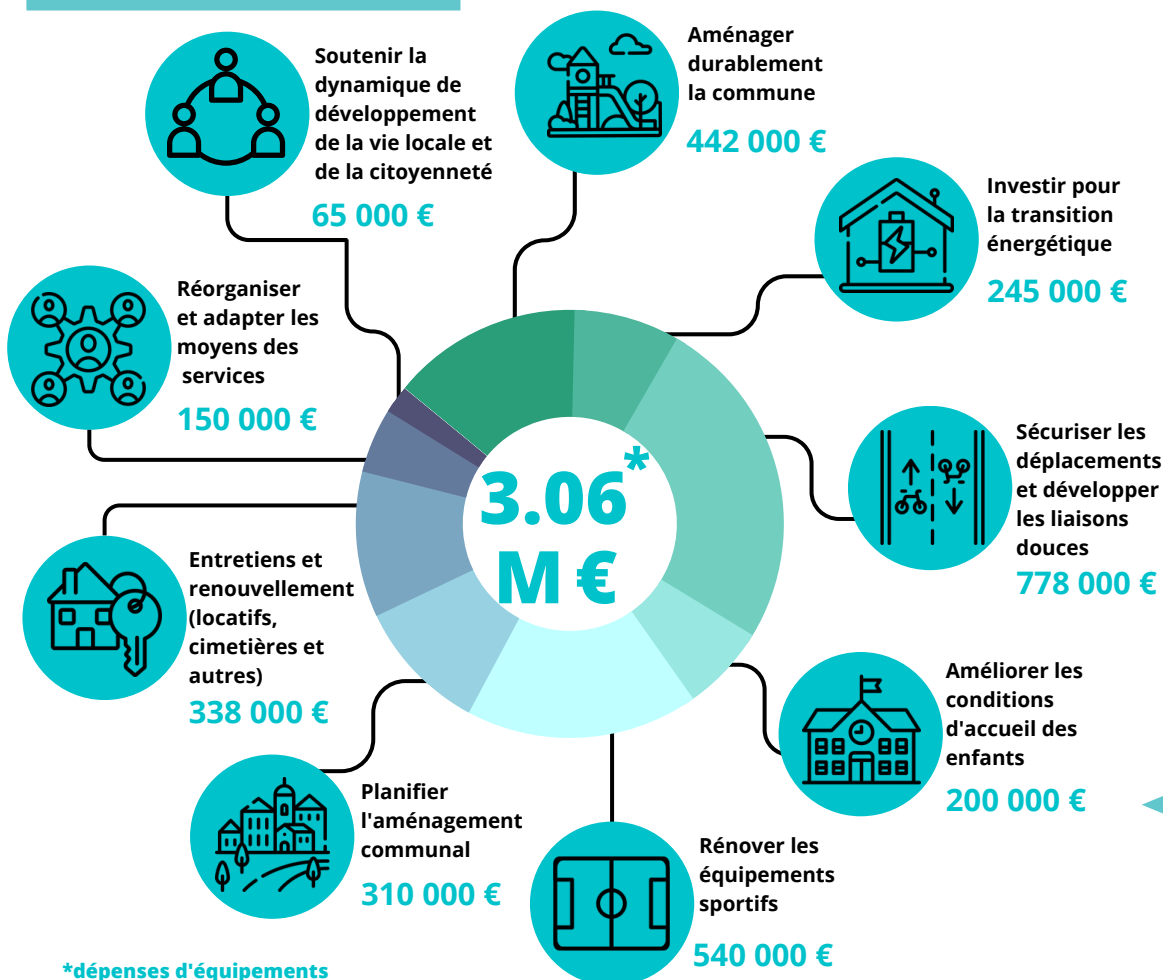 Soutenir la
dynamique de
développement
de la vie locale et
de la citoyenneté
65 000 €
Aménager
durablement
la commune
442 000 €
Investir pour
la transition
énergétique
245 000 €
Réorganiser
et adapter les
moyens des
services
150 000 €
Sécuriser les
déplacements
et développer
les liaisons
douces
778 000 €
3.06*
M €
Entretiens et
renouvellement
(locatifs,
cimetières et
autres)
338 000 €
Améliorer les
conditions
d'accueil des
enfants
200 000 €
Planifier
l'aménagement
communal
310 000 €
Rénover les
équipements
sportifs
540 000 €
*dépenses d'équipements